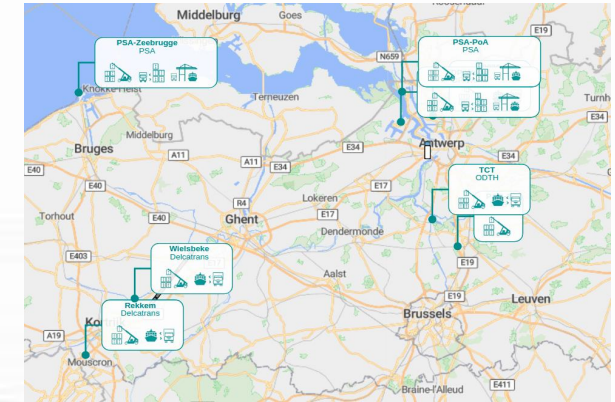 Middelburg
Goes
E19
PSA-Zeebrugge
PSA
PSA-PoA
PSA
N659
Knokke-Heist
Terneuzen
Turnh
E34
Middelburg
Bruges
A11
A11
E34
E34
Antwerp
E34
E40
E40
E17
TCT
ODTH
R4
Lokeren
Torhout
E40
Ghent
E17
Dendermonde
E403
Wielsbeke
Delcatrans
Aalst
E19
E19
Leuven
Rekkem
Delcatrans
Brussels
Ko
A19
Mouscron
Braine-l'Alleud
E411